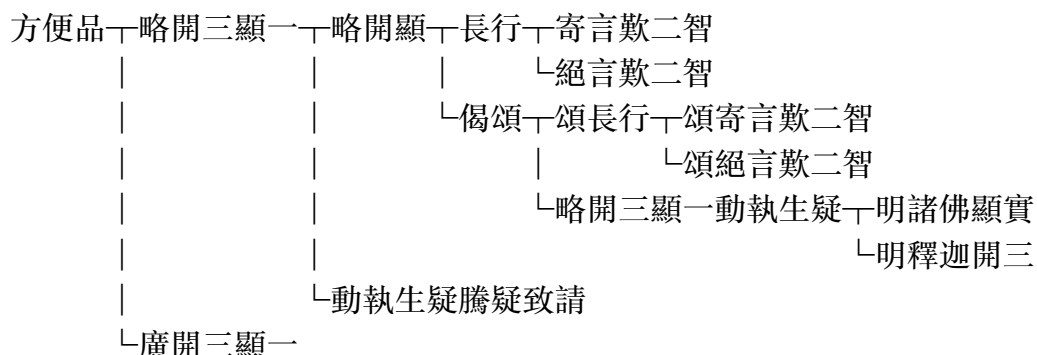 方便品┬略開三顯一┬略開顯┬長行┬寄言歎二智
│ │ │ └絕言歎二智
│ │ └偈頌┬頌長行┬頌寄言歎二智
│ │ │ └頌絕言歎二智
│ │ └略開三顯一動執生疑┬明諸佛顯實
│ │ └明釋迦開三
│ └動執生疑騰疑致請
└廣開三顯一